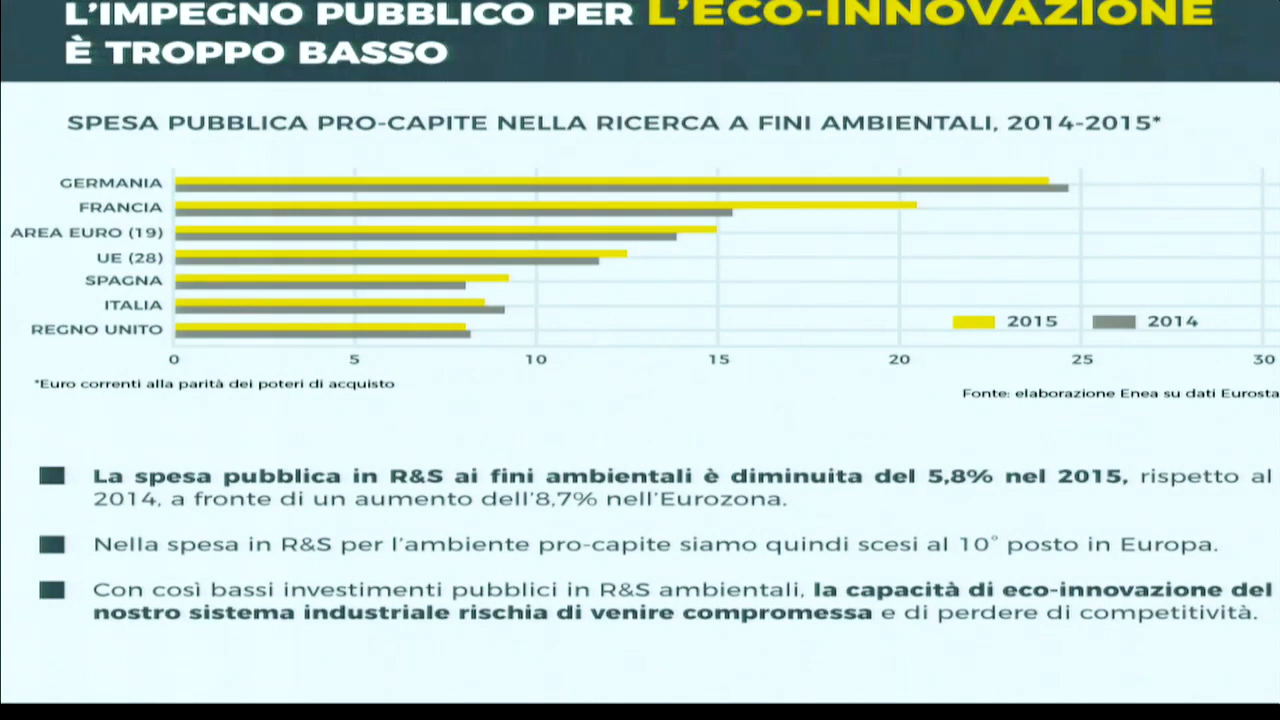 L'IMPEGNO PUBBLICO PER L'ECO-INNOVAZIONE
È TROPPO BASSO
SPESA PUBBLICA PRO-CAPITE NELLA RICERCA A FINI AMBIENTALI, 2014-2015*
GERMANIA
FRANCIA
AREA EURO (19)
UE (28)
SPAGNA
ITALIA
REGNO UNITO
2015 2014
0 5 10 15 20 25 30
*Euro correnti alla parità dei poteri di acquisto
Fonte: elaborazione Enea su dati Eurosta
La spesa pubblica in R&S ai fini ambientali è diminuita del 5,8% nel 2015, rispetto al
2014, a fronte di un aumento dell'8,7% nell'Eurozona.
Nella spesa in R&S per l'ambiente pro-capite siamo quindi scesi al 10° posto in Europa.
Con così bassi investimenti pubblici in R&S ambientali, la capacità di eco-innovazione del
nostro sistema industriale rischia di venire compromessa e di perdere di competitività.